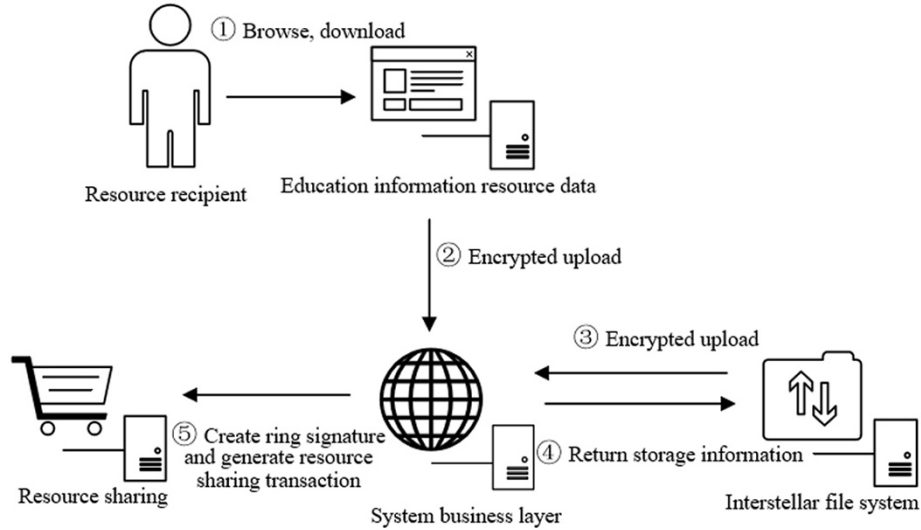 ① Browse, download
Resource recipient
Education information resource data
② Encrypted upload
③ Encrypted upload
⑤ Create ring signature
and generate resource
sharing transaction
④ Return storage information
Resource sharing
System business layer
Interstellar file system